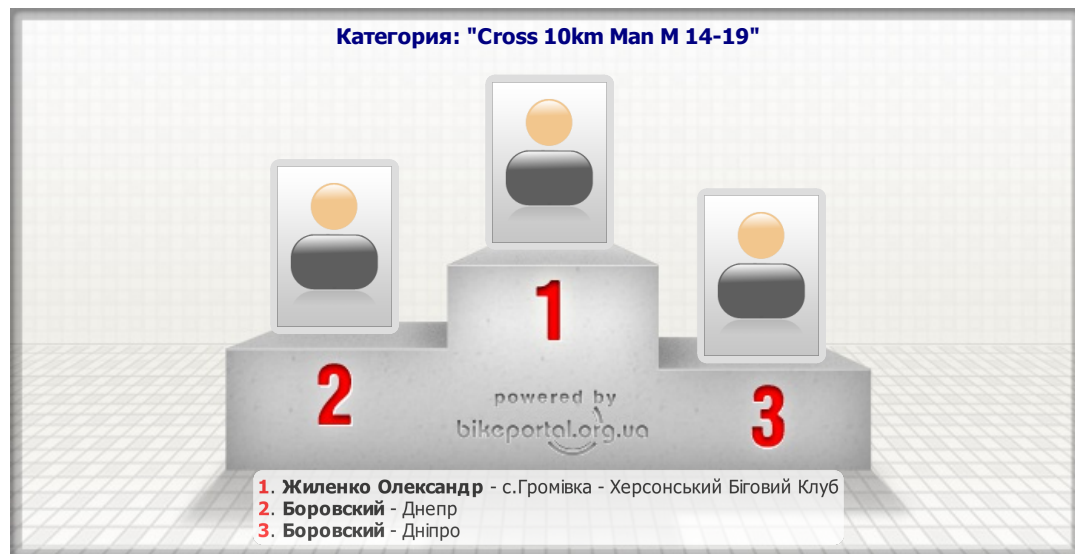 Категория: "Cross 10km Man M 14-19"
1
2
3
powered by
bikeportal.org.ua
1. Жиленко Олександр - с.Громівка - Херсонський Біговий Клуб
2. Боровский - Днепр
3. Боровский - Дніпро